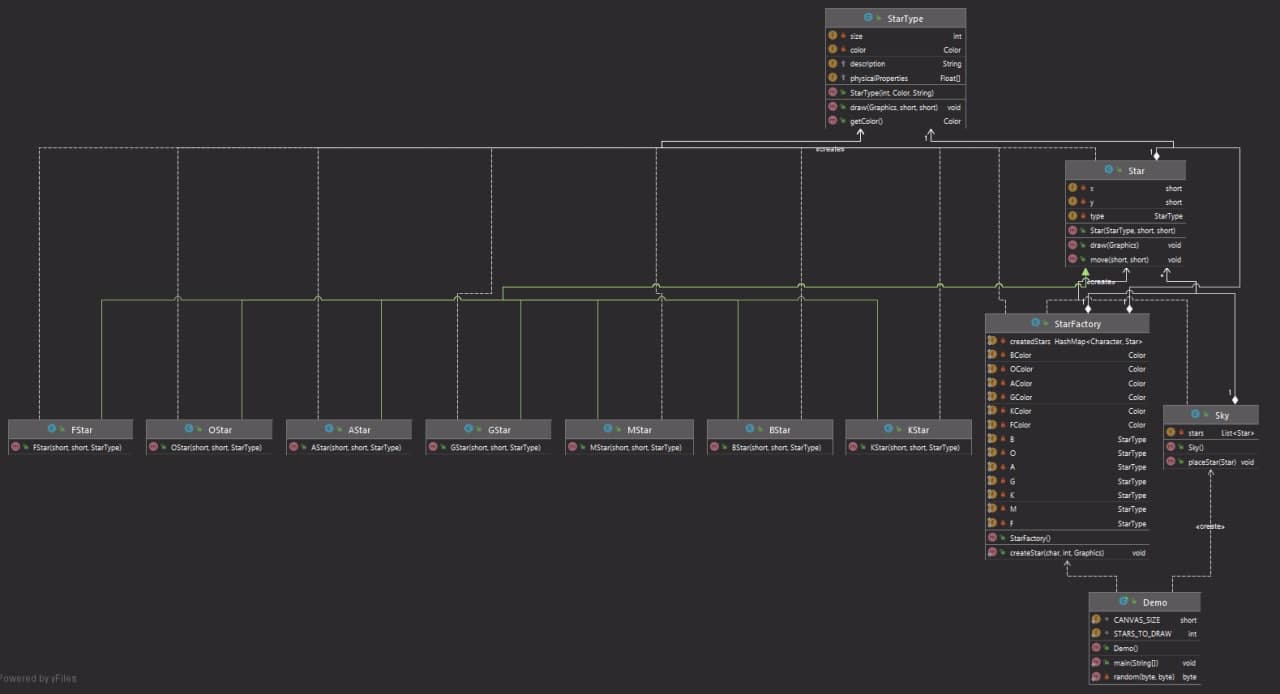 StarType
size int
color Color
description String
physicalProperties Float[]
StarType(int, Color, String)
draw(Graphics, short, short) void
getColor() Color
1
«creates»
1
Star
x short
y short
type StarType
Star(StarType, short, short)
draw(Graphics) void
move(short, short) void
*
«create»
1
1
StarFactory
createdStars HashMap<Character, Star>
BColor Color
OColor Color
AColor Color
GColor Color
KColor Color
FColor Color
B StarType
O StarType
A StarType
G StarType
K StarType
M StarType
F StarType
StarFactory()
createStar(char, int, Graphics) void
1
Sky
stars List<Star>
Sky()
placeStar(Star) void
FStar
FStar(short, short, StarType)
OStar
OStar(short, short, StarType)
AStar
AStar(short, short, StarType)
GStar
GStar(short, short, StarType)
MStar
MStar(short, short, StarType)
BStar
BStar(short, short, StarType)
KStar
KStar(short, short, StarType)
«create»
Demo
CANVAS_SIZE short
STARS_TO_DRAW int
Demo()
main(String[]) void
random(byte, byte) byte
Powered by yFiles